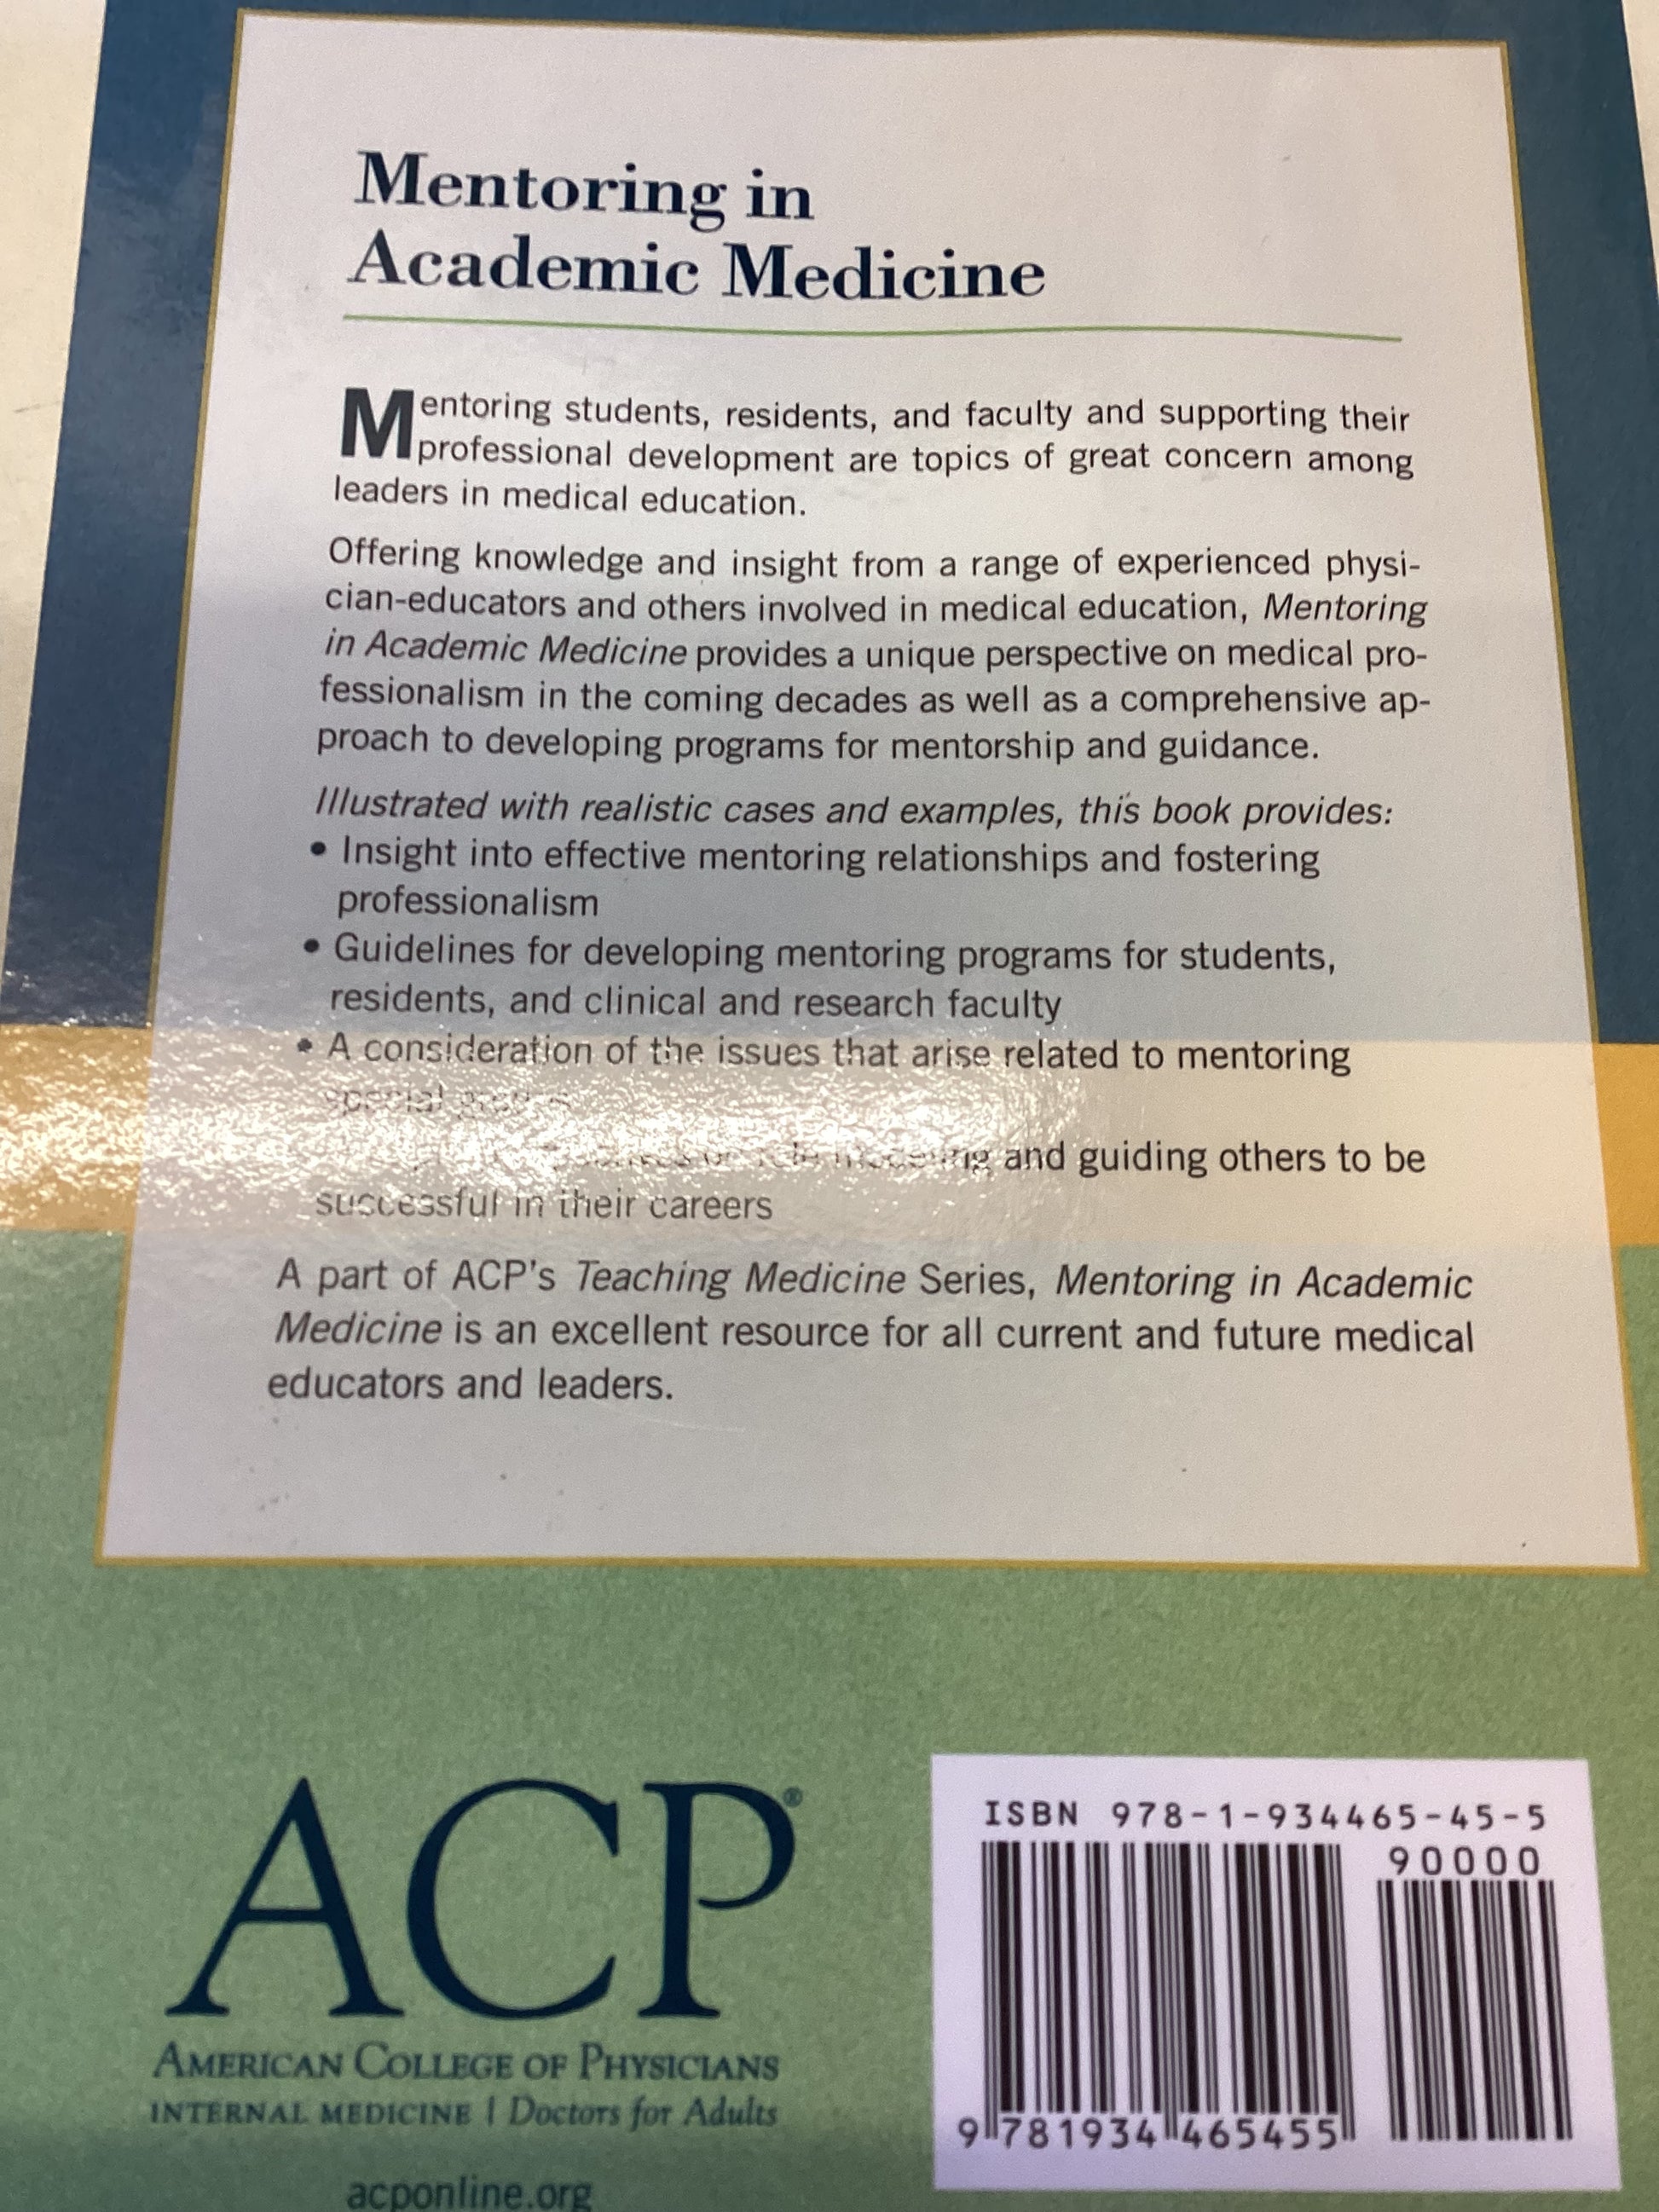 Mentoring in
Academic Medicine
Mentoring students, residents, and faculty and supporting their
professional development are topics of great concern among
leaders in medical education.
Offering knowledge and insight from a range of experienced physi-
cian-educators and others involved in medical education, Mentoring
in Academic Medicine provides a unique perspective on medical pro-
fessionalism in the coming decades as well as a comprehensive ap-
proach to developing programs for mentorship and guidance.
Illustrated with realistic cases and examples, this book provides:
• Insight into effective mentoring relationships and fostering
professionalism
• Guidelines for developing mentoring programs for students,
residents, and clinical and research faculty
• A consideration of the issues that arise related to mentoring
special groups
role modeling and guiding others to be
successful in their careers
A part of ACP's Teaching Medicine Series, Mentoring in Academic
Medicine is an excellent resource for all current and future medical
educators and leaders.
ACP®
AMERICAN COLLEGE OF PHYSICIANS
INTERNAL MEDICINE | Doctors for Adults
acponline.org
ISBN 978-1-934465-45-5
90000
9 781934 465455